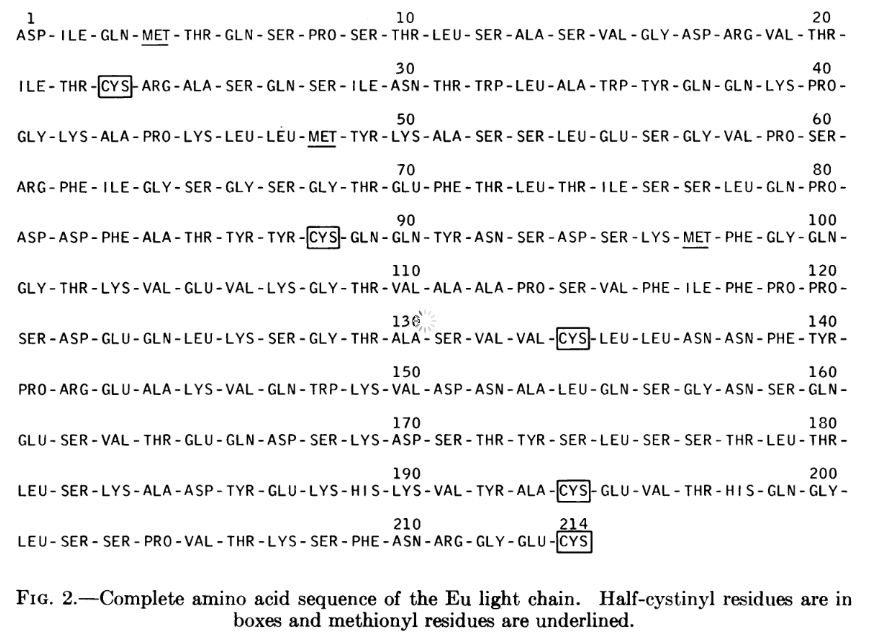 1 10 20
ASP-ILE-GLN-MET-THR-GLN-SER-PRO-SER-THR-LEU-SER-ALA-SER-VAL-GLY-ASP-ARG-VAL-THR-
30 40
ILE-THR-CYS-ARG-ALA-SER-GLN-SER-ILE-ASN-THR-TRP-LEU-ALA-TRP-TYR-GLN-GLN-LYS-PRO-
50 60
GLY-LYS-ALA-PRO-LYS-LEU-LEU-MET-TYR-LYS-ALA-SER-SER-LEU-GLU-SER-GLY-VAL-PRO-SER-
70 80
ARG-PHE-ILE-GLY-SER-GLY-SER-GLY-THR-GLU-PHE-THR-LEU-THR-ILE-SER-SER-LEU-GLN-PRO-
90 100
ASP-ASP-PHE-ALA-THR-TYR-TYR-CYS-GLN-GLN-TYR-ASN-SER-ASP-SER-LYS-MET-PHE-GLY-GLN-
110 120
GLY-THR-LYS-VAL-GLU-VAL-LYS-GLY-THR-VAL-ALA-ALA-PRO-SER-VAL-PHE-ILE-PHE-PRO-PRO-
130 140
SER-ASP-GLU-GLN-LEU-LYS-SER-GLY-THR-ALA-SER-VAL-VAL-CYS-LEU-LEU-ASN-ASN-PHE-TYR-
150 160
PRO-ARG-GLU-ALA-LYS-VAL-GLN-TRP-LYS-VAL-ASP-ASN-ALA-LEU-GLN-SER-GLY-ASN-SER-GLN-
170 180
GLU-SER-VAL-THR-GLU-GLN-ASP-SER-LYS-ASP-SER-THR-TYR-SER-LEU-SER-SER-THR-LEU-THR-
190 200
LEU-SER-LYS-ALA-ASP-TYR-GLU-LYS-HIS-LYS-VAL-TYR-ALA-CYS-GLU-VAL-THR-HIS-GLN-GLY-
210 214
LEU-SER-SER-PRO-VAL-THR-LYS-SER-PHE-ASN-ARG-GLY-GLU-CYS
FIG. 2.—Complete amino acid sequence of the Eu light chain. Half-cystinyl residues are in
boxes and methionyl residues are underlined.